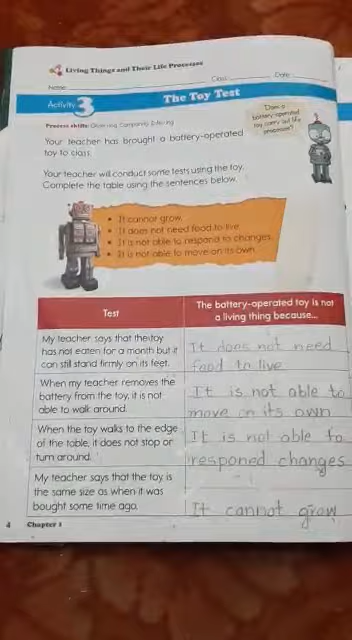 Living Things and Their Life Processes
Name Class Date
Activity 3 The Toy Test
Process skills: Observing, Comparing, Inferring
Does a
battery-operated
toy carry out life
processes?
Your teacher has brought a battery-operated
toy to class.
Your teacher will conduct some tests using the toy.
Complete the table using the sentences below.
• It cannot grow.
• It does not need food to live.
• It is not able to respond to changes.
• It is not able to move on its own.
Test
The battery-operated toy is not
a living thing because...
My teacher says that the toy
has not eaten for a month but it
can still stand firmly on its feet.
It does not need
food to live
When my teacher removes the
battery from the toy, it is not
able to walk around.
It is not able to
move on its own
When the toy walks to the edge
of the table, it does not stop or
turn around.
It is not able to
responed changes
My teacher says that the toy is
the same size as when it was
bought some time ago.
It cannot grow
4 Chapter 1